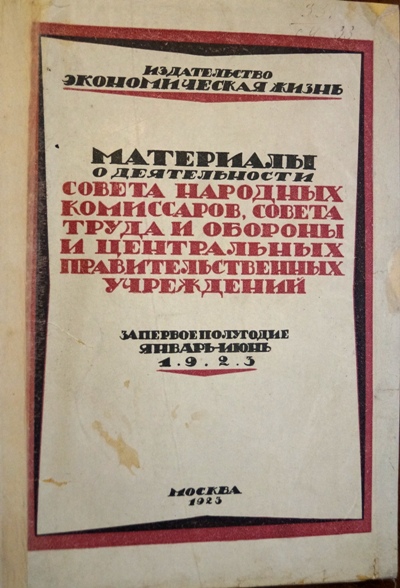 ИЗДАТЕЛЬСТВО
ЭКОНОМИЧЕСКАЯ ЖИЗНЬ
МАТЕРИАЛЫ
О ДЕЯТЕЛЬНОСТИ
СОВЕТА НАРОДНЫХ
КОМИССАРОВ, СОВЕТА
ТРУДА И ОБОРОНЫ
И ЦЕНТРАЛЬНЫХ
ПРАВИТЕЛЬСТВЕННЫХ
УЧРЕЖДЕНИЙ
ЗА ПЕРВОЕ ПОЛУГОДИЕ
ЯНВАРЬ-ИЮНЬ
1.9.2.3
МОСКВА
1923